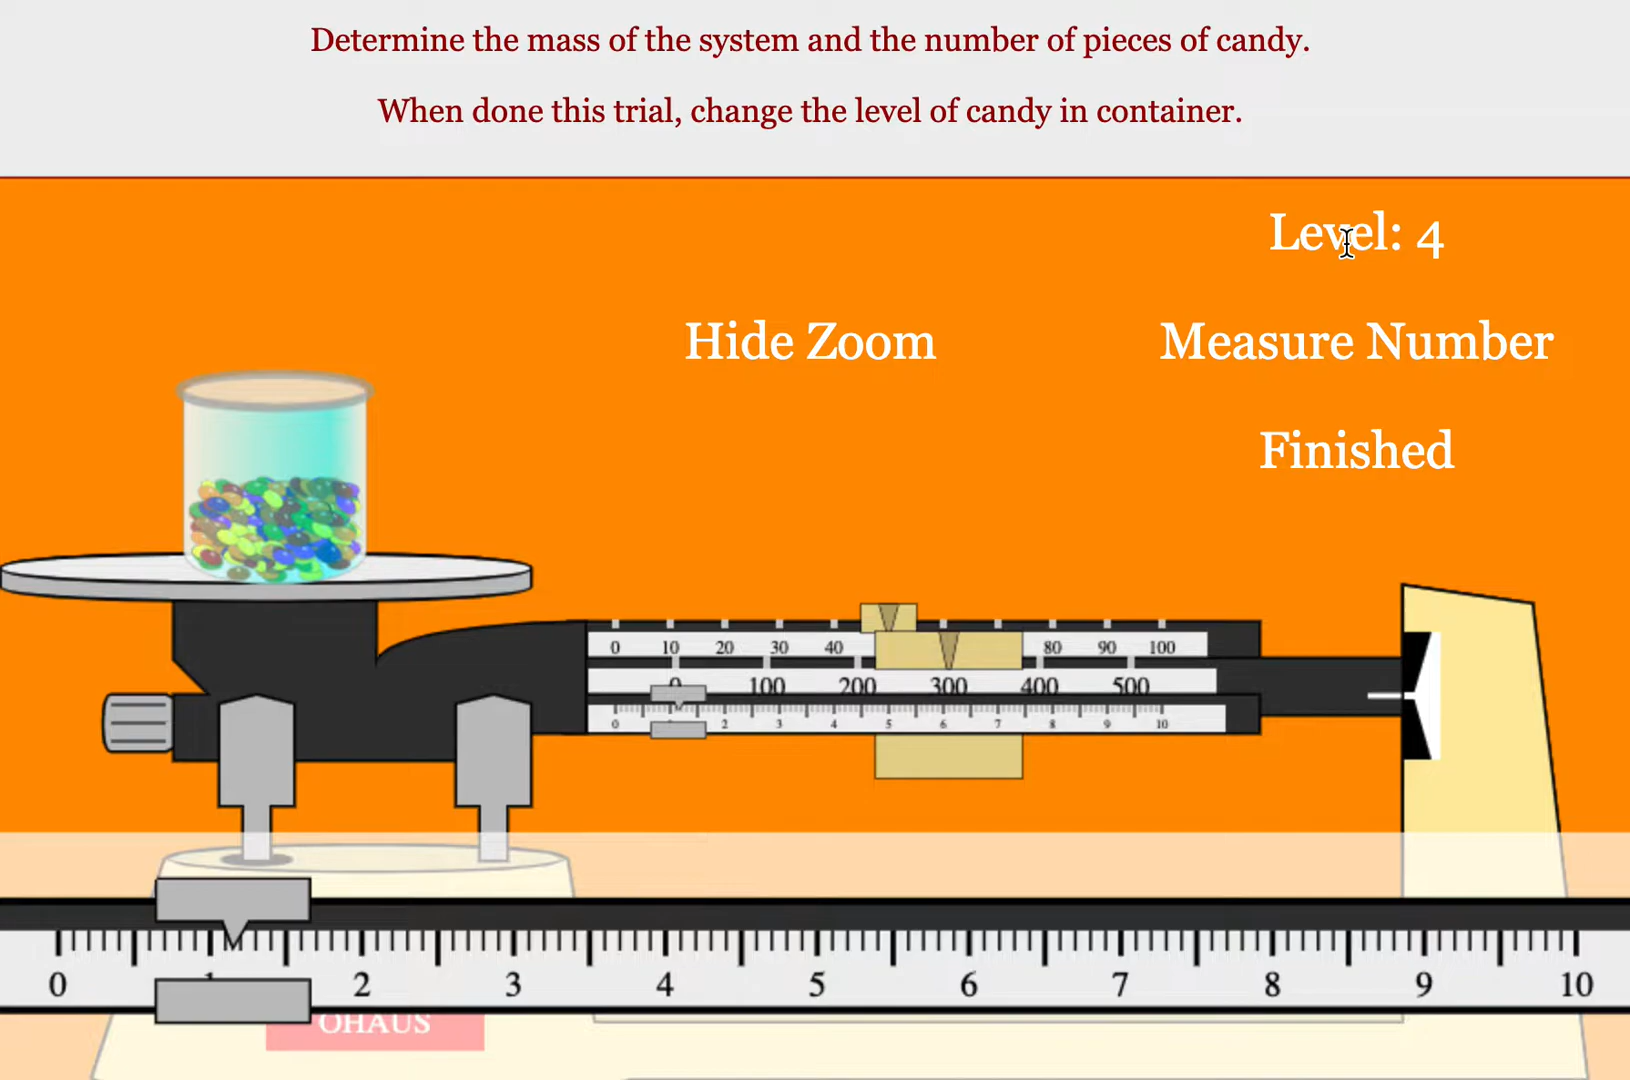 Determine the mass of the system and the number of pieces of candy.
When done this trial, change the level of candy in container.
Level: 4
Hide Zoom
Measure Number
Finished
0 10 20 30 40 80 90 100
0 100 200 300 400 500
0 2 3 4 5 6 7 8 9 10
0 2 3 4 5 6 7 8 9 10
OHAUS